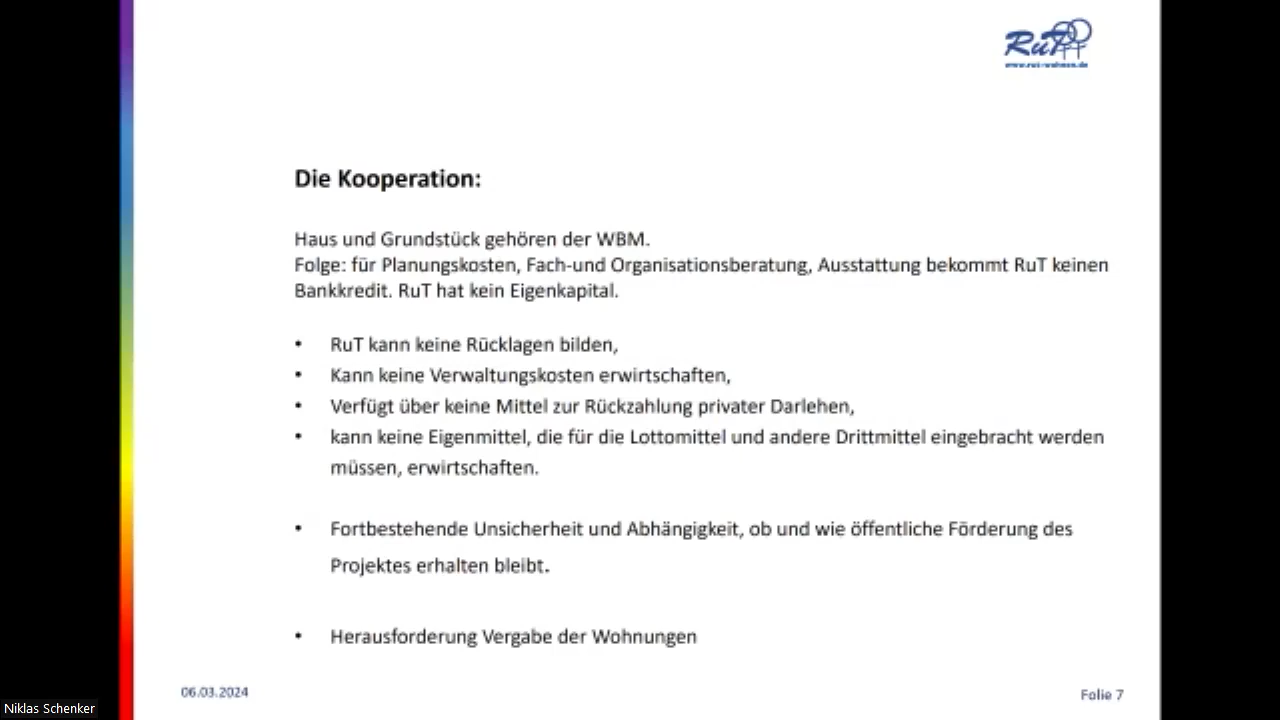 RuT
www.rut-wohnen.de
Die Kooperation:
Haus und Grundstück gehören der WBM.
Folge: für Planungskosten, Fach-und Organisationsberatung, Ausstattung bekommt RuT keinen
Bankkredit. RuT hat kein Eigenkapital.
• RuT kann keine Rücklagen bilden,
• Kann keine Verwaltungskosten erwirtschaften,
• Verfügt über keine Mittel zur Rückzahlung privater Darlehen,
• kann keine Eigenmittel, die für die Lottomittel und andere Drittmittel eingebracht werden
müssen, erwirtschaften.
• Fortbestehende Unsicherheit und Abhängigkeit, ob und wie öffentliche Förderung des
Projektes erhalten bleibt.
• Herausforderung Vergabe der Wohnungen
06.03.2024
Folie 7
Niklas Schenker